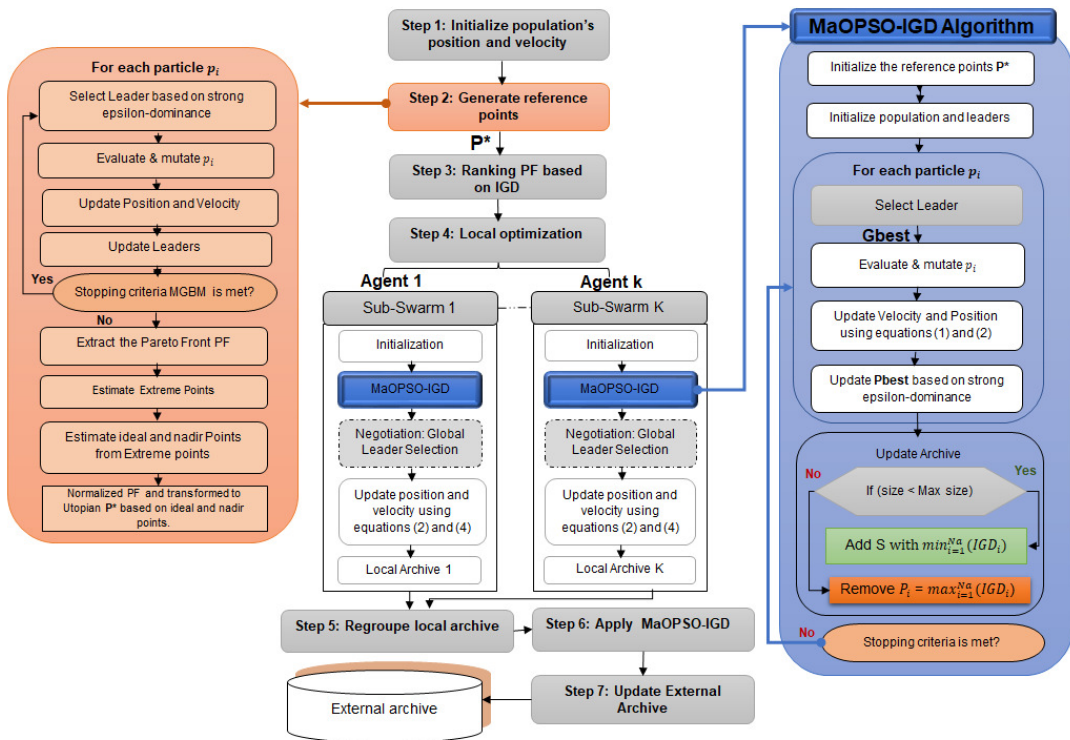 Step 1: Initialize population's
position and velocity
Step 2: Generate reference
points
P*
Step 3: Ranking PF based
on IGD
Step 4: Local optimization
For each particle p_i
Select Leader based on strong
epsilon-dominance
Evaluate & mutate p_i
Update Position and Velocity
Update Leaders
Yes
Stopping criteria MGBM is met?
No
Extract the Pareto Front PF
Estimate Extreme Points
Estimate ideal and nadir Points
from Extreme points
Normalized PF and transformed to
Utopian P* based on ideal and nadir
points.
Agent 1
Sub-Swarm 1
Initialization
MaOPSO-IGD
Negotiation: Global
Leader Selection
Update position and
velocity using
equations (2) and (4)
Local Archive 1
Agent k
Sub-Swarm K
Initialization
MaOPSO-IGD
Negotiation: Global
Leader Selection
Update position and
velocity using
equations (2) and (4)
Local Archive K
Step 5: Regroupe local archive
Step 6: Apply MaOPSO-IGD
Step 7: Update External
Archive
External archive
MaOPSO-IGD Algorithm
Initialize the reference points P*
Initialize population and leaders
For each particle p_i
Select Leader
Gbest
Evaluate & mutate p_i
Update Velocity and Position
using equations (1) and (2)
Update Pbest based on strong
epsilon-dominance
Update Archive
No
Yes
If (size < Max size)
Add S with min_{i=1}^{Na}(IGD_i)
Remove P_i = max_{i=1}^{Na}(IGD_i)
No
Stopping criteria is met?